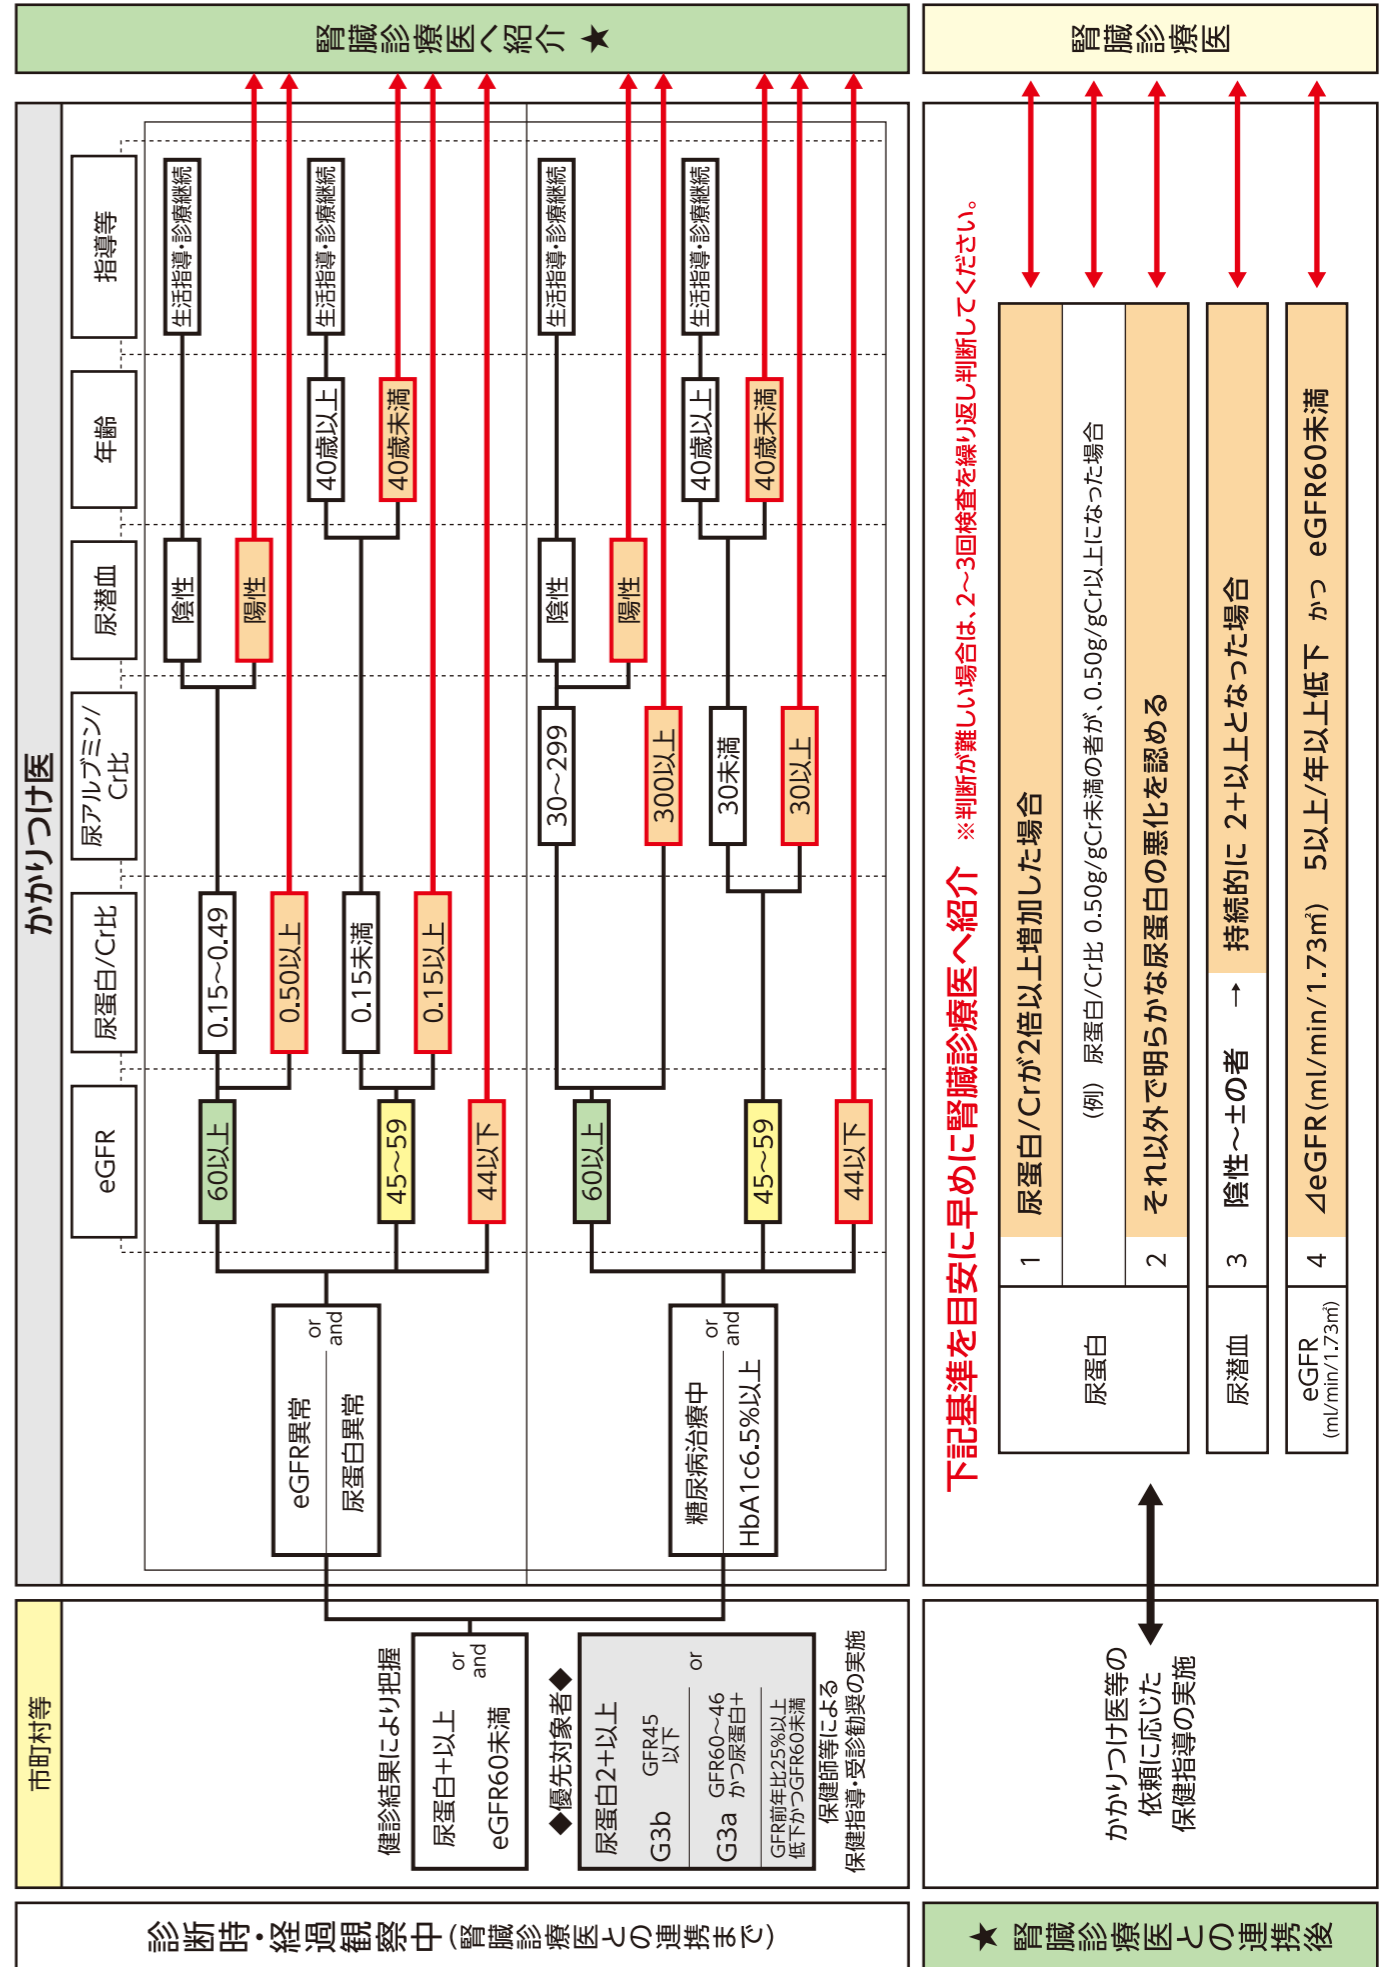 診断時・経過観察中(腎臓診療医との連携まで)
市町村等
健診結果により把握
尿蛋白+以上
or
and
eGFR60未満
◆優先対象者◆
尿蛋白2+以上
G3b
GFR45
以下
or
G3a
GFR60～46
かつ尿蛋白+
GFR前年比25%以上
低下かつGFR60未満
保健師等による
保健指導・受診勧奨の実施
かかりつけ医
eGFR
尿蛋白/Cr比
尿アルブミン/
Cr比
尿潜血
年齢
指導等
eGFR異常
or
and
尿蛋白異常
60以上
0.15～0.49
陰性
生活指導・診療継続
陽性
0.50以上
45～59
0.15未満
40歳以上
生活指導・診療継続
40歳未満
0.15以上
44以下
糖尿病治療中
or
and
HbA1c6.5%以上
60以上
30～299
陰性
生活指導・診療継続
陽性
300以上
45～59
30未満
40歳以上
生活指導・診療継続
40歳未満
30以上
44以下
腎臓診療医へ紹介 ★
★ 腎臓診療医との連携後
かかりつけ医等の
依頼に応じた
保健指導の実施
下記基準を目安に早めに腎臓診療医へ紹介 ※判断が難しい場合は、2～3回検査を繰り返し判断してください。
尿蛋白
1 尿蛋白/Crが2倍以上増加した場合
(例) 尿蛋白/Cr比 0.50g/gCr未満の者が、0.50g/gCr以上になった場合
2 それ以外で明らかな尿蛋白の悪化を認める
尿潜血
3 陰性～±の者 → 持続的に 2+以上となった場合
eGFR
(ml/min/1.73㎡)
4 ⊿eGFR(ml/min/1.73㎡) 5以上/年以上低下 かつ eGFR60未満
腎臓診療医